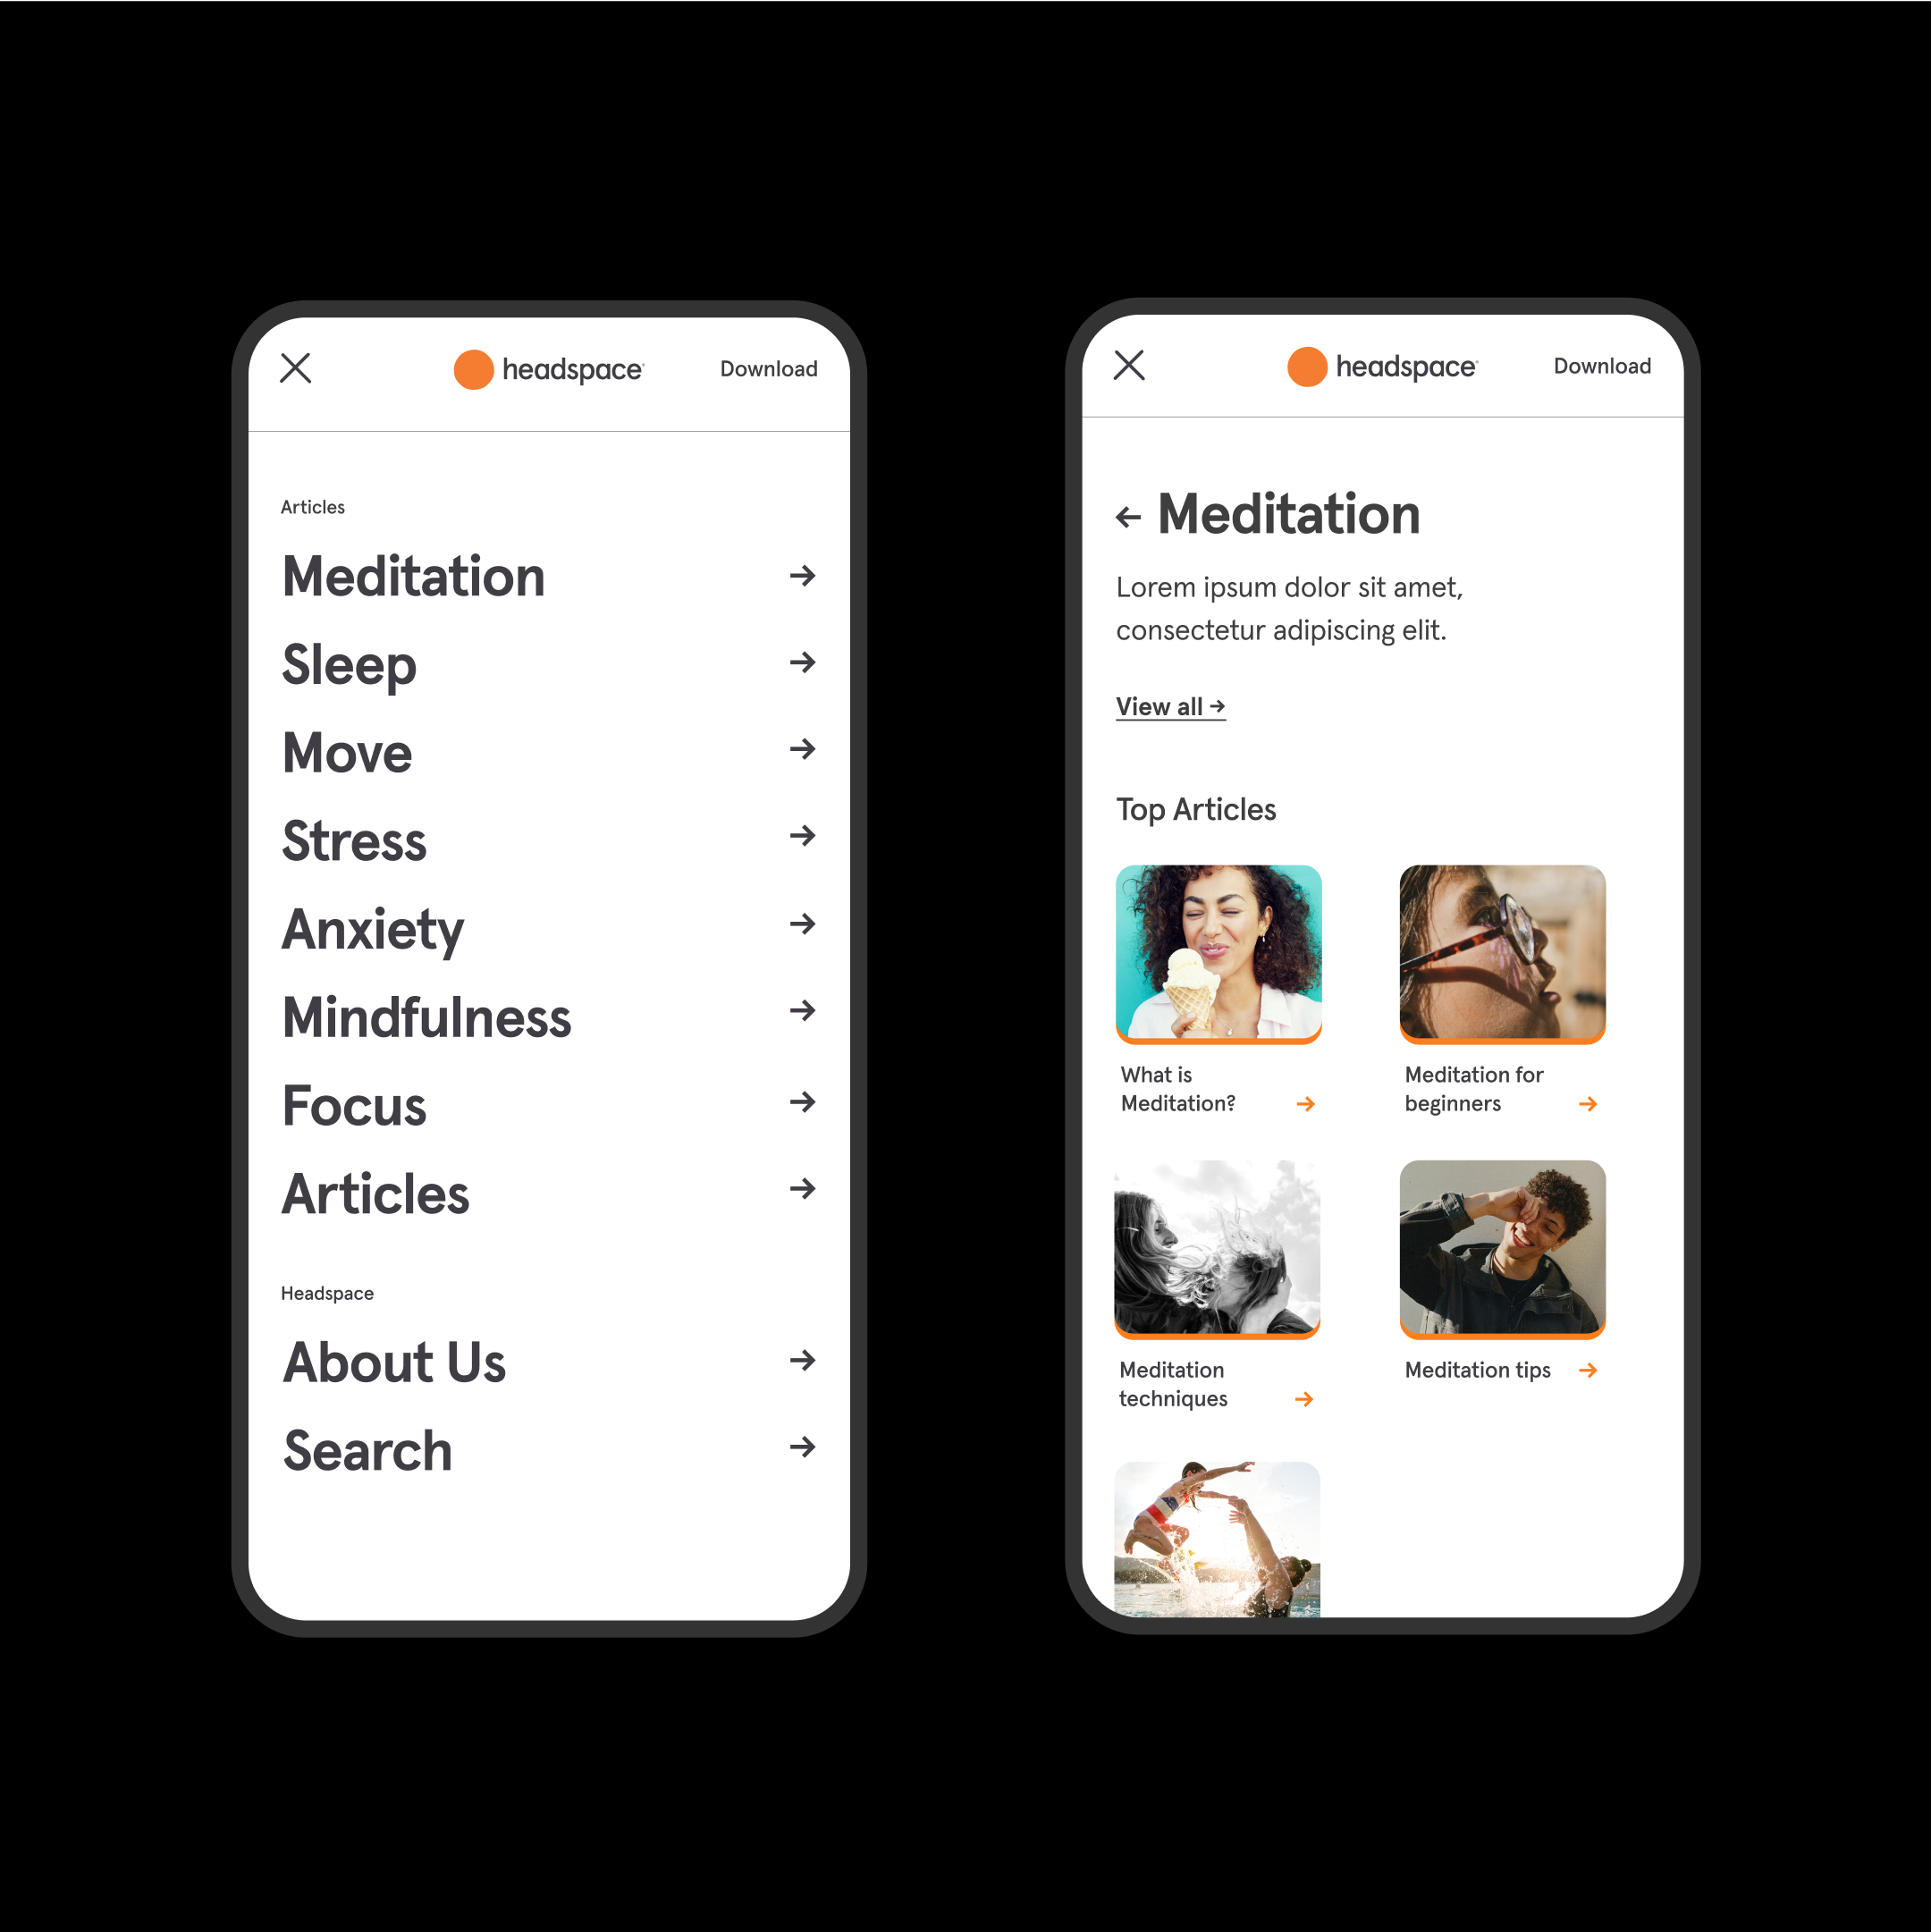 headspace
Download
Articles
Meditation
Sleep
Move
Stress
Anxiety
Mindfulness
Focus
Articles
Headspace
About Us
Search
headspace
Download
Meditation
Lorem ipsum dolor sit amet,
consectetur adipiscing elit.
View all
Top Articles
What is
Meditation?
Meditation for
beginners
Meditation
techniques
Meditation tips